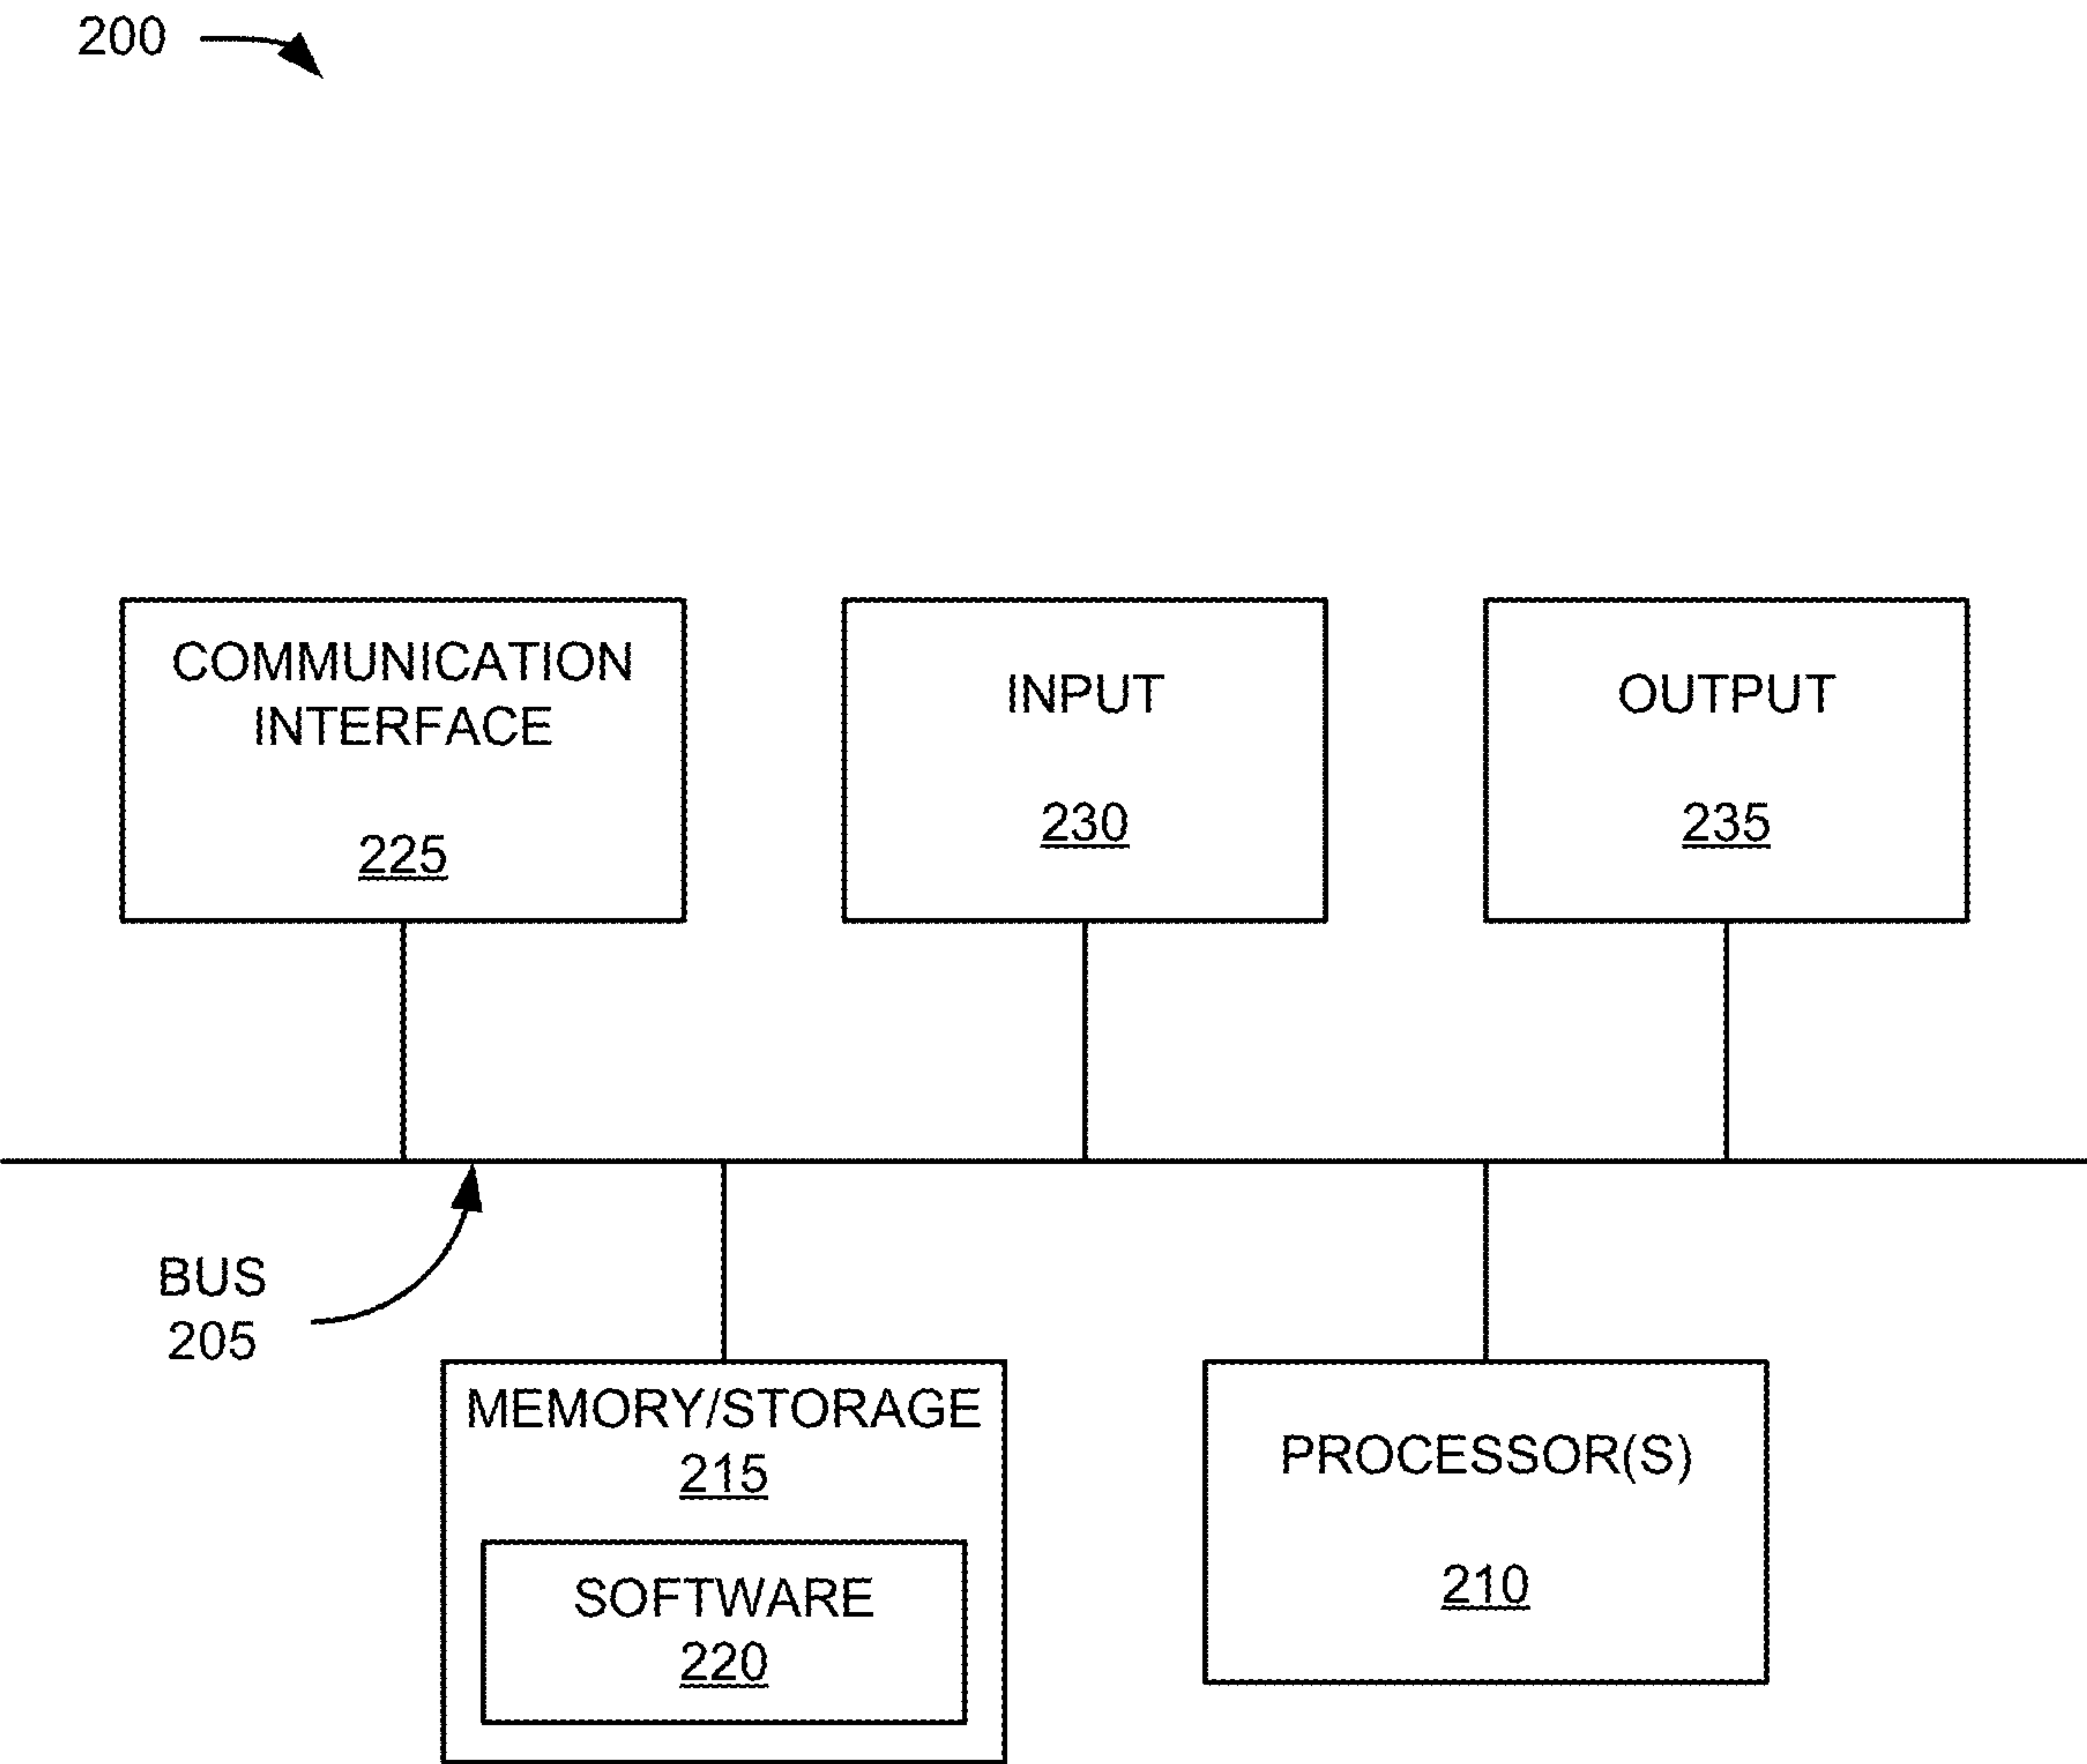 200
COMMUNICATION
INTERFACE
225
INPUT
230
OUTPUT
235
BUS
205
MEMORY/STORAGE
215
SOFTWARE
220
PROCESSOR(S)
210